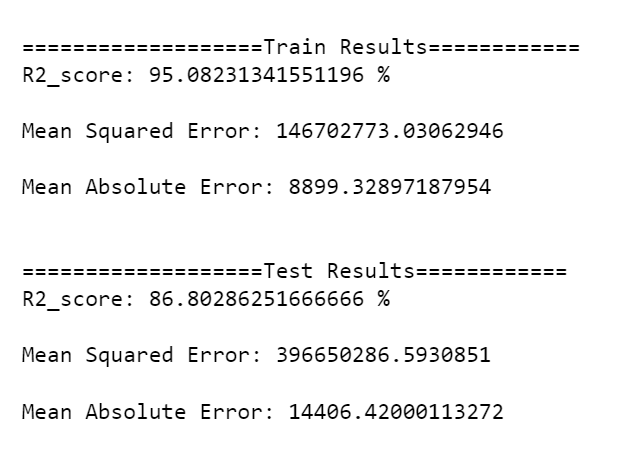 ===================Train Results============
R2_score: 95.08231341551196 %
Mean Squared Error: 146702773.03062946
Mean Absolute Error: 8899.32897187954
===================Test Results============
R2_score: 86.80286251666666 %
Mean Squared Error: 396650286.5930851
Mean Absolute Error: 14406.42000113272